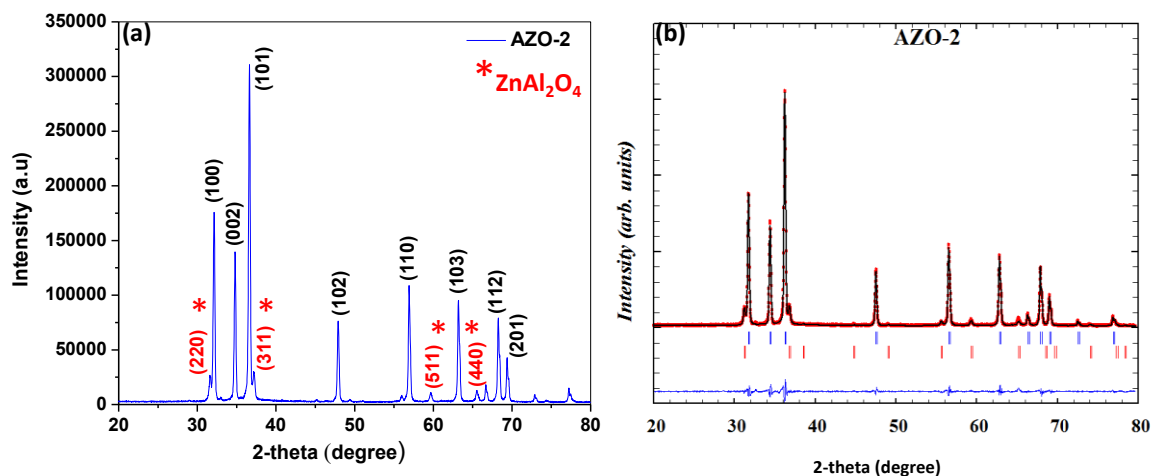 (a)
AZO-2
* ZnAl₂O₄
350000
300000
250000
200000
150000
100000
50000
0
Intensity (a.u)
(100)
(002)
(101)
(102)
(110)
(103)
(112)
(201)
(220) *
(311) *
(511) *
(440) *
20 30 40 50 60 70 80
2-theta (degree)
(b)
AZO-2
Intensity (arb. units)
20 30 40 50 60 70 80
2-theta (degree)